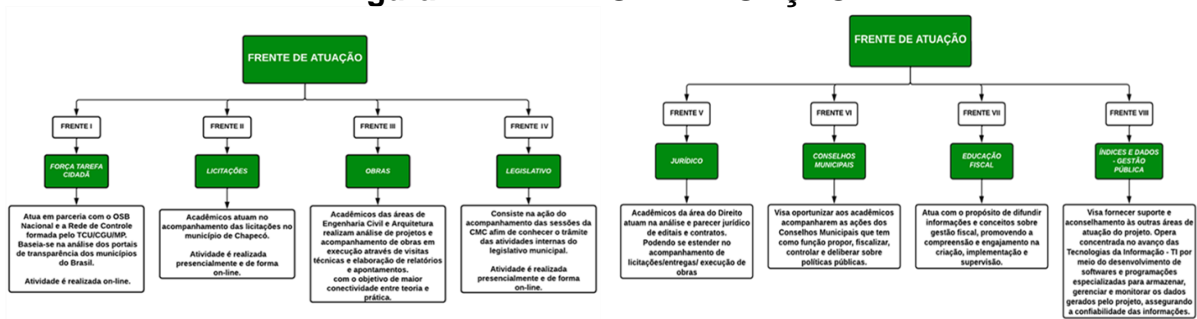 FRENTE DE ATUAÇÃO
FRENTE I
FORÇA TAREFA
CIDADÃ
Atua em parceria com o OSB
Nacional e a Rede de Controle
formada pelo TCU/CGU/MP.
Baseia-se na análise dos portais
de transparência dos municípios
do Brasil.
Atividade é realizada on-line.
FRENTE II
LICITAÇÕES
Acadêmicos atuam no
acompanhamento das licitações no
município de Chapecó.
Atividade é realizada
presencialmente e de forma
on-line.
FRENTE III
OBRAS
Acadêmicos das áreas de
Engenharia Civil e Arquitetura
realizam análise de projetos e
acompanhamento de obras em
execução através de visitas
técnicas e elaboração de relatórios
e apontamentos.
com o objetivo de maior
conectividade entre teoria e
prática.
FRENTE IV
LEGISLATIVO
Consiste na ação do
acompanhamento das sessões da
CMC afim de conhecer o trâmite
das atividades internas do
legislativo municipal.
Atividade é realizada
presencialmente e de forma
on-line.
FRENTE DE ATUAÇÃO
FRENTE V
JURÍDICO
Acadêmicos da área do Direito
atuam na análise e parecer jurídico
de editais e contratos.
Podendo se estender no
acompanhamento de
licitações/entregas/ execução de
obras
FRENTE VI
CONSELHOS
MUNICIPAIS
Visa oportunizar aos acadêmicos
acompanharem as ações dos
Conselhos Municipais que tem
como função propor, fiscalizar,
controlar e deliberar sobre
políticas públicas.
FRENTE VII
EDUCAÇÃO
FISCAL
Atua com o propósito de difundir
informações e conceitos sobre
gestão fiscal, promovendo a
compreensão e engajamento na
criação, implementação e
supervisão.
FRENTE VIII
ÍNDICES E DADOS
- GESTÃO
PÚBLICA
Visa fornecer suporte e
aconselhamento às outras áreas de
atuação do projeto. Opera
concentrada no avanço das
Tecnologias da Informação - TI por
meio do desenvolvimento de
softwares e programações
especializadas para armazenar,
gerenciar e monitorar os dados
gerados pelo projeto, assegurando
a confiabilidade das informações.